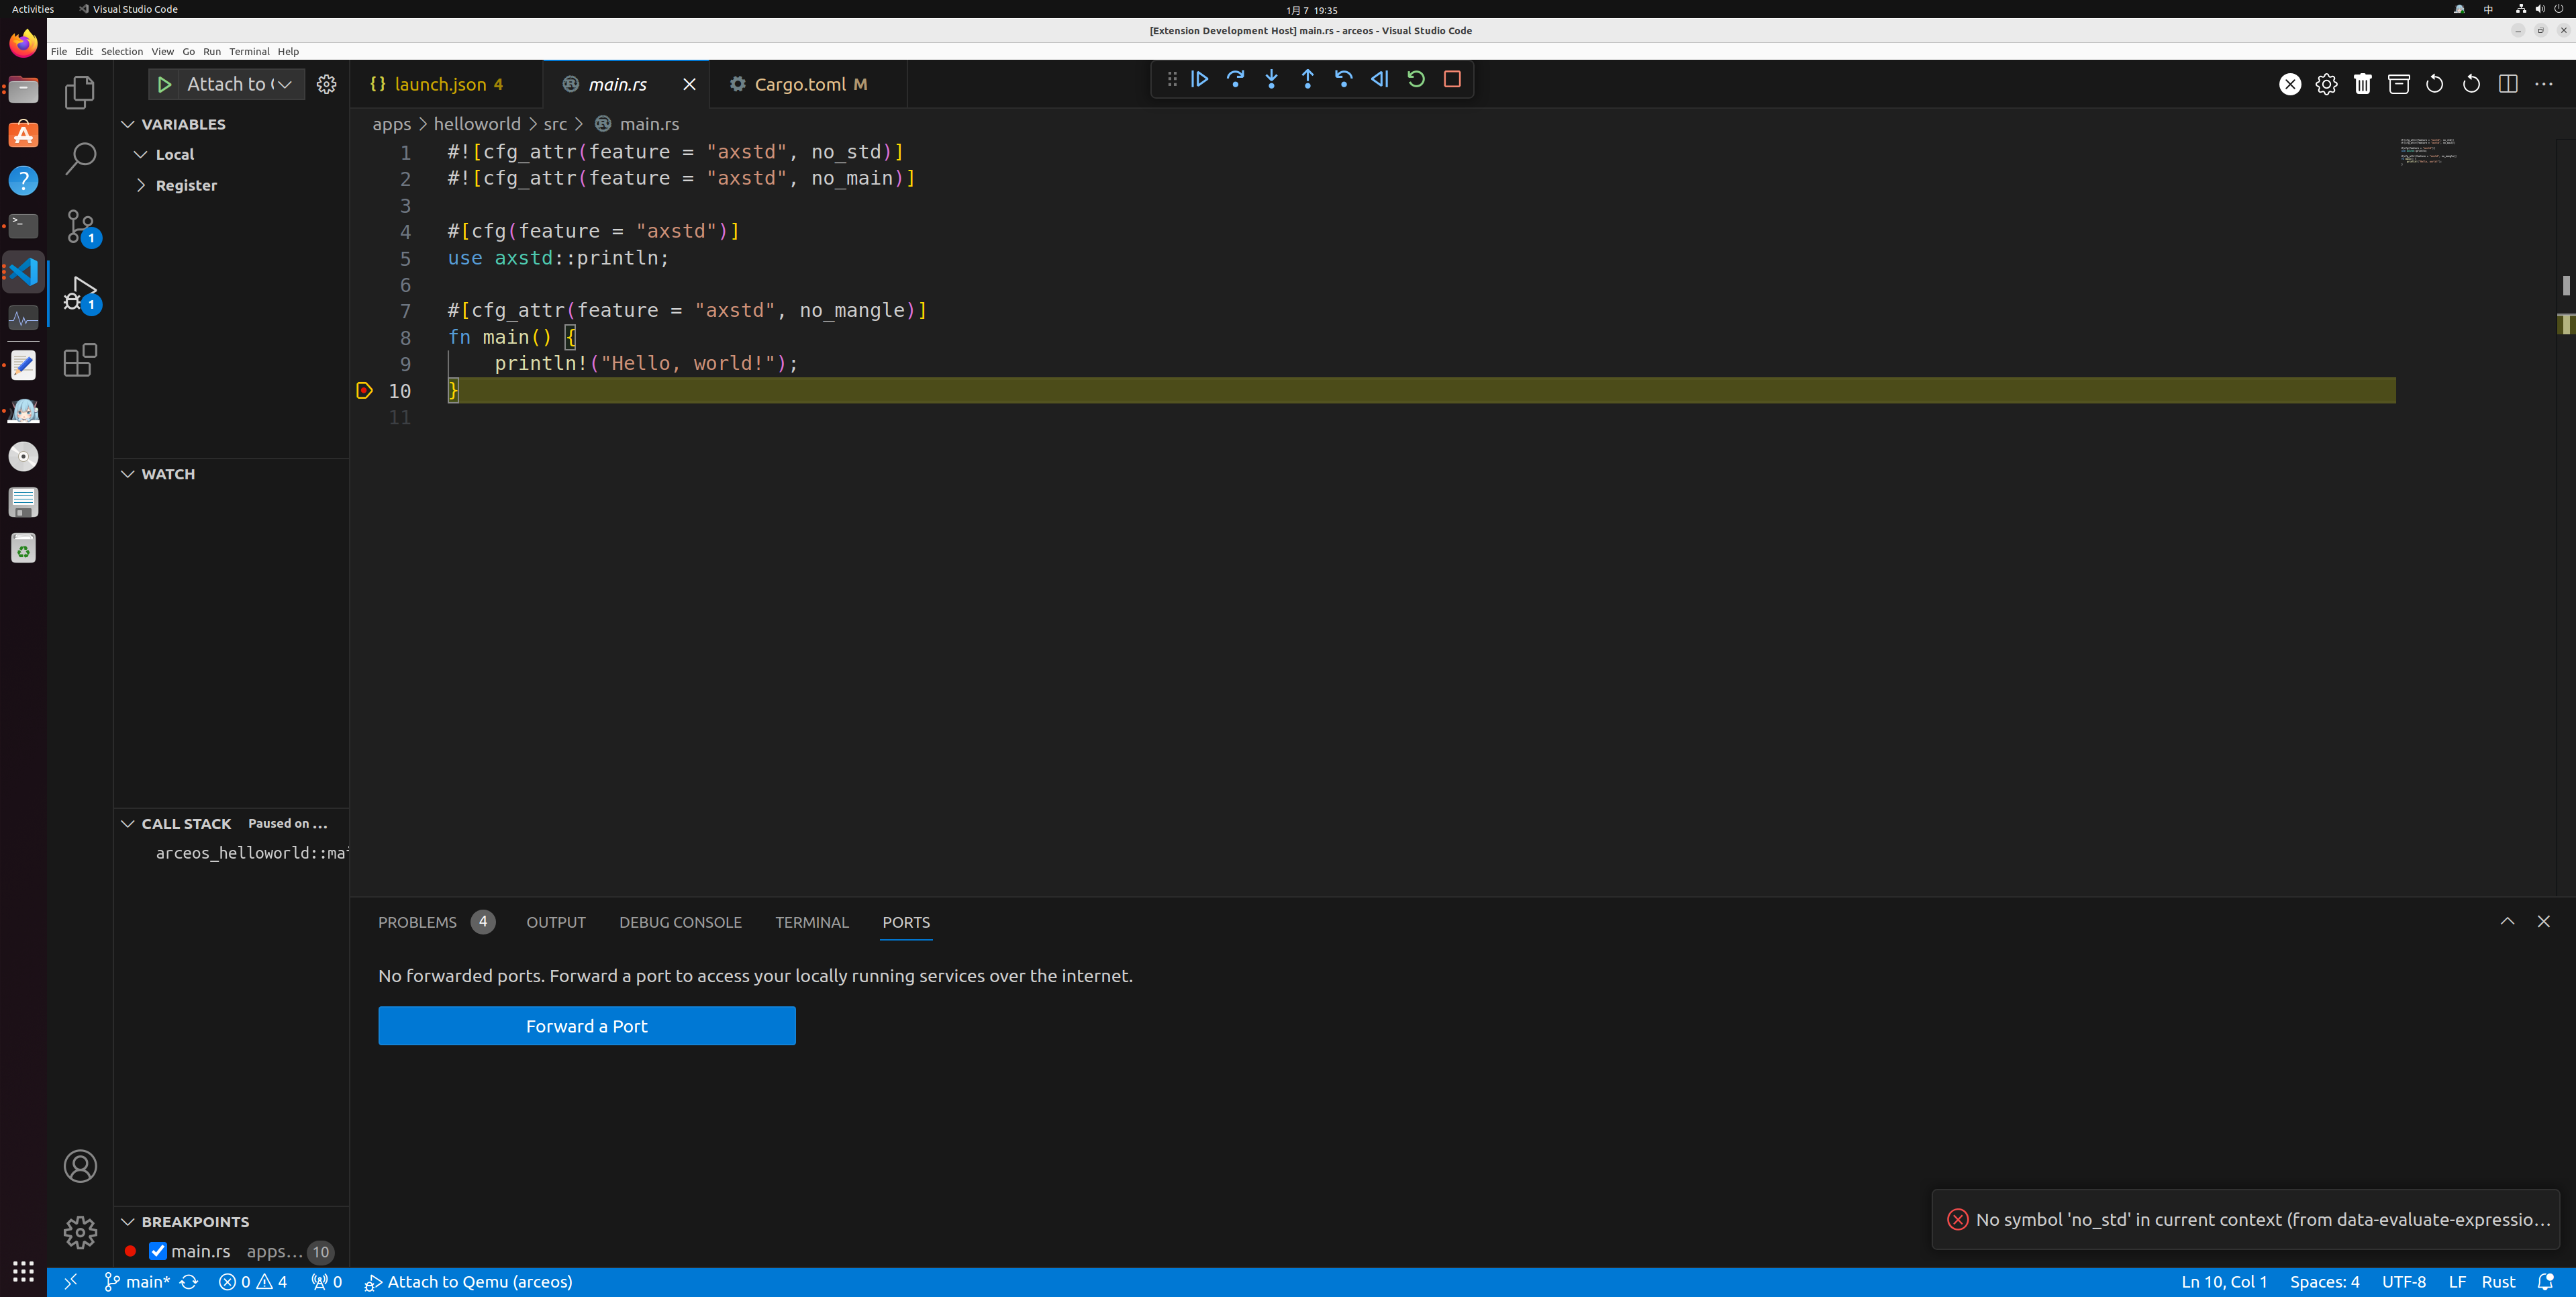 Activities
Visual Studio Code
1月 7 19:35
中
[Extension Development Host] main.rs - arceos - Visual Studio Code
File Edit Selection View Go Run Terminal Help
Attach to
launch.json 4
main.rs
Cargo.toml M
VARIABLES
Local
Register
apps > helloworld > src > main.rs
1 #![cfg_attr(feature = "axstd", no_std)]
2 #![cfg_attr(feature = "axstd", no_main)]
3
4 #[cfg(feature = "axstd")]
5 use axstd::println;
6
7 #[cfg_attr(feature = "axstd", no_mangle)]
8 fn main() {
9 println!("Hello, world!");
10 }
11
1
1
WATCH
CALL STACK Paused on ...
arceos_helloworld::mai
PROBLEMS 4 OUTPUT DEBUG CONSOLE TERMINAL PORTS
No forwarded ports. Forward a port to access your locally running services over the internet.
Forward a Port
BREAKPOINTS
main.rs apps... 10
No symbol 'no_std' in current context (from data-evaluate-expressio...
main* 0 4 0 Attach to Qemu (arceos)
Ln 10, Col 1 Spaces: 4 UTF-8 LF Rust